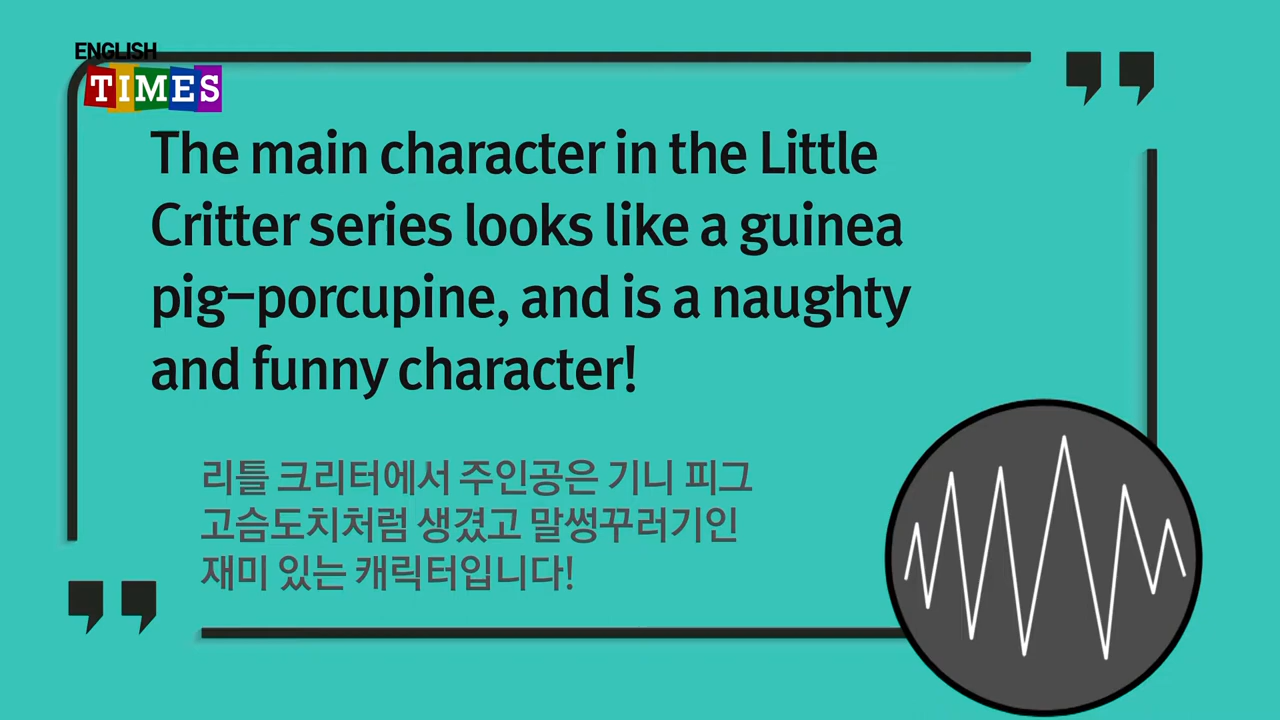 ENGLISH
TIMES
The main character in the Little
Critter series looks like a guinea
pig-porcupine, and is a naughty
and funny character!
리틀 크리터에서 주인공은 기니 피그
고슴도치처럼 생겼고 말썽꾸러기인
재미 있는 캐릭터입니다!